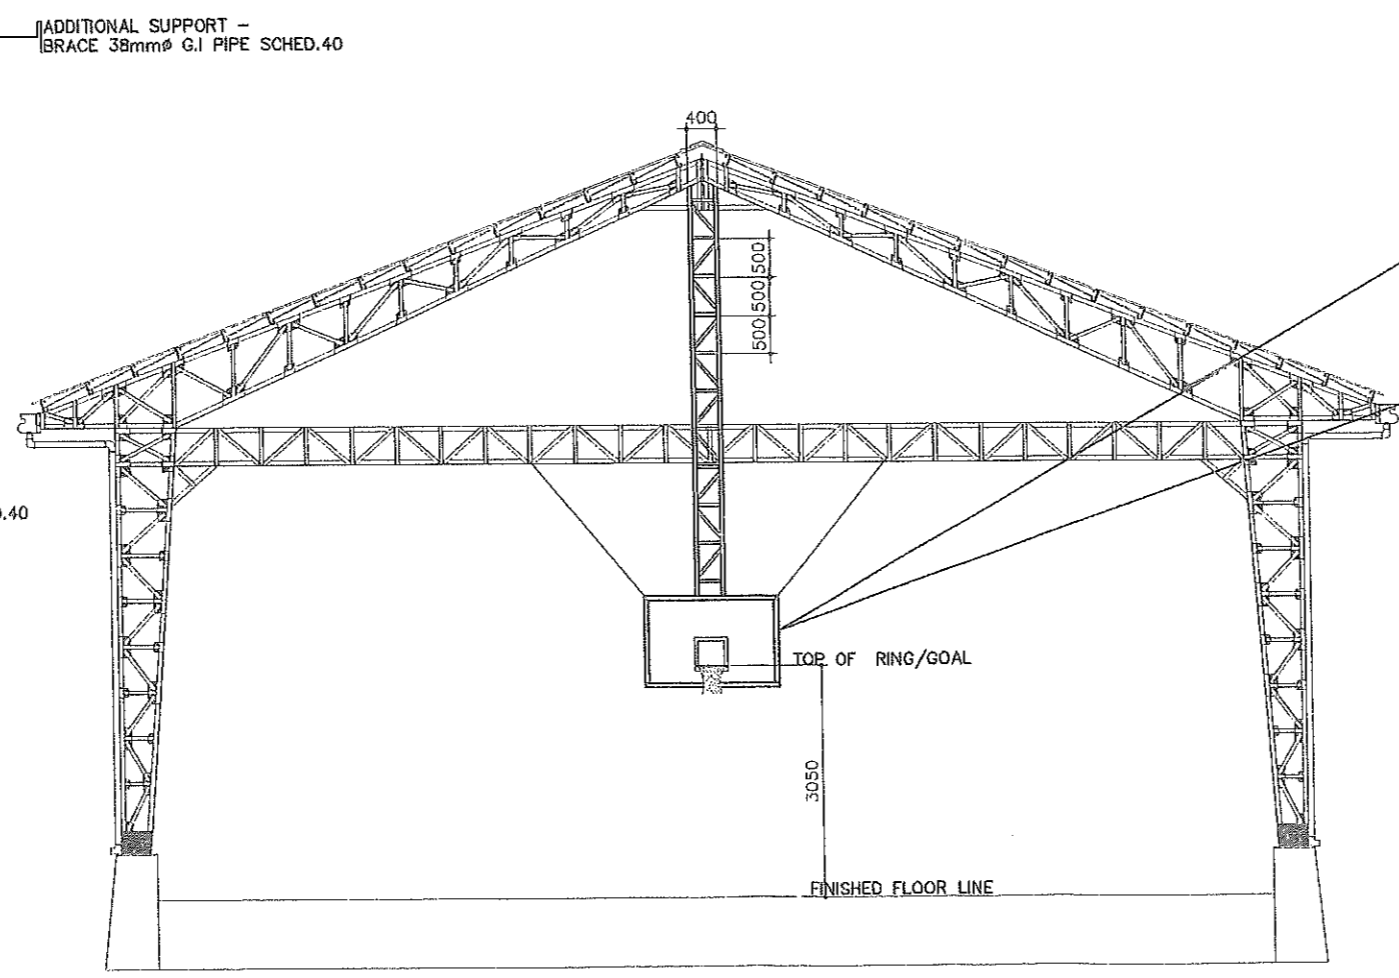 ADDITIONAL SUPPORT -
BRACE 38mmø G.I PIPE SCHED.40
400
500
500
500
.40
TOP OF RING/GOAL
3050
FINISHED FLOOR LINE